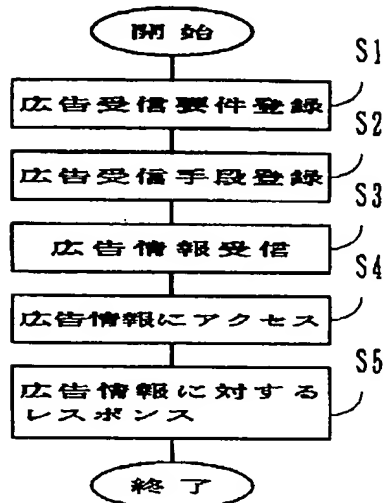 開始
S1
広告受信要件登録
S2
広告受信手段登録
S3
広告情報受信
S4
広告情報にアクセス
S5
広告情報に対する
レスポンス
終了